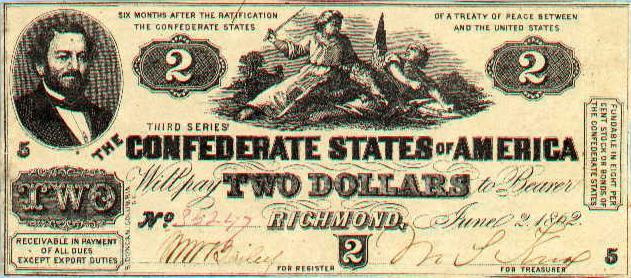 SIX MONTHS AFTER THE RATIFICATION OF A TREATY OF PEACE BETWEEN
THE CONFEDERATE STATES AND THE UNITED STATES
2 2
THIRD SERIES
5 THE CONFEDERATE STATES OF AMERICA
FUNDABLE IN EIGHT PER
CENT STOCK OR BONDS OF
THE CONFEDERATE STATES
TWO
Will pay TWO DOLLARS to Bearer
No
RICHMOND, June 2, 1862
RECEIVABLE IN PAYMENT
OF ALL DUES
EXCEPT EXPORT DUTIES
2
FOR REGISTER
FOR TREASURER
5